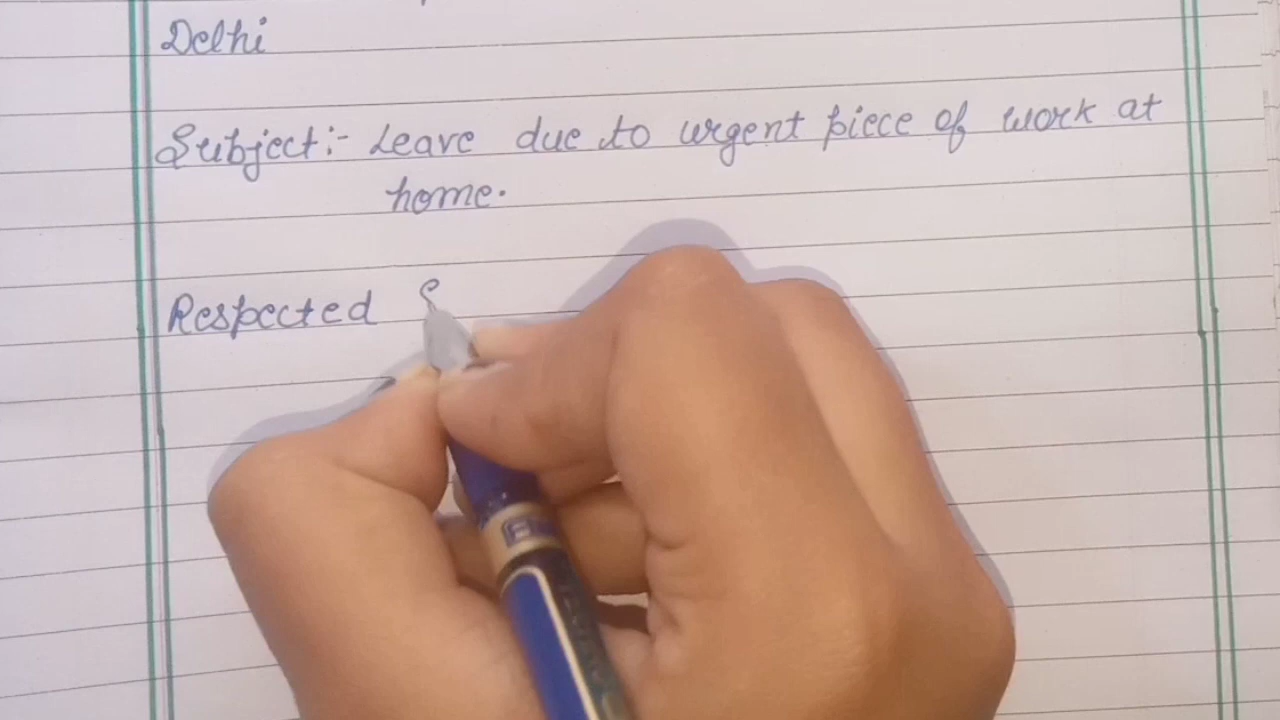 Delhi
Subject:- Leave due to urgent piece of work at
home.
Respected S